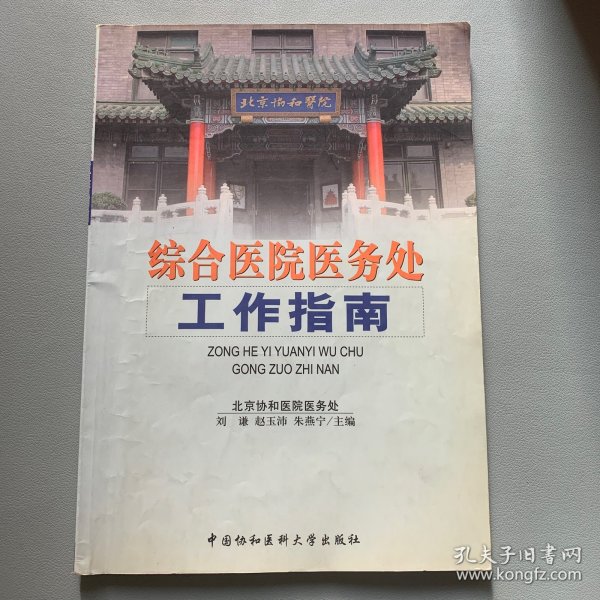 北京协和醫院
综合医院医务处
工作指南
ZONG HE YI YUANYI WU CHU
GONG ZUO ZHI NAN
北京协和医院医务处
刘 谦 赵玉沛 朱燕宁/主编
中国协和医科大学出版社
孔夫子旧书网
www.kongfz.com